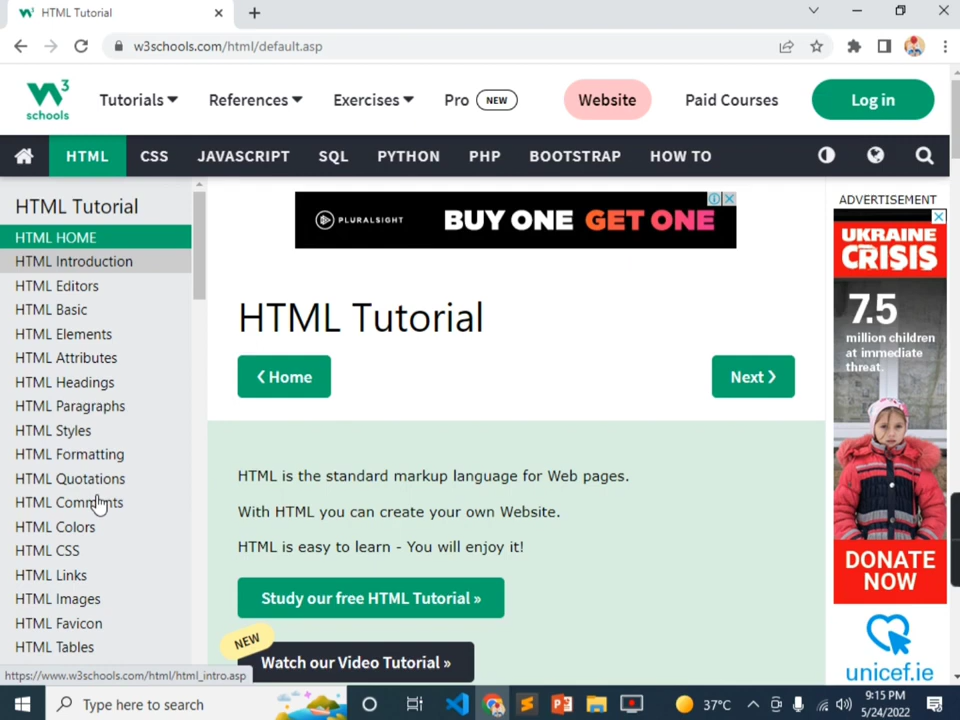 HTML Tutorial
w3schools.com/html/default.asp
W3 schools
Tutorials
References
Exercises
Pro NEW
Website
Paid Courses
Log in
HTML
CSS
JAVASCRIPT
SQL
PYTHON
PHP
BOOTSTRAP
HOW TO
HTML Tutorial
HTML HOME
HTML Introduction
HTML Editors
HTML Basic
HTML Elements
HTML Attributes
HTML Headings
HTML Paragraphs
HTML Styles
HTML Formatting
HTML Quotations
HTML Comments
HTML Colors
HTML CSS
HTML Links
HTML Images
HTML Favicon
HTML Tables
https://www.w3schools.com/html/html_intro.asp
PLURALSIGHT BUY ONE GET ONE
HTML Tutorial
❮ Home
Next ❯
HTML is the standard markup language for Web pages.
With HTML you can create your own Website.
HTML is easy to learn - You will enjoy it!
Study our free HTML Tutorial »
NEW
Watch our Video Tutorial »
ADVERTISEMENT
UKRAINE
CRISIS
7.5
million children
at immediate
threat.
DONATE
NOW
unicef.ie
Type here to search
37°C
9:15 PM
5/24/2022